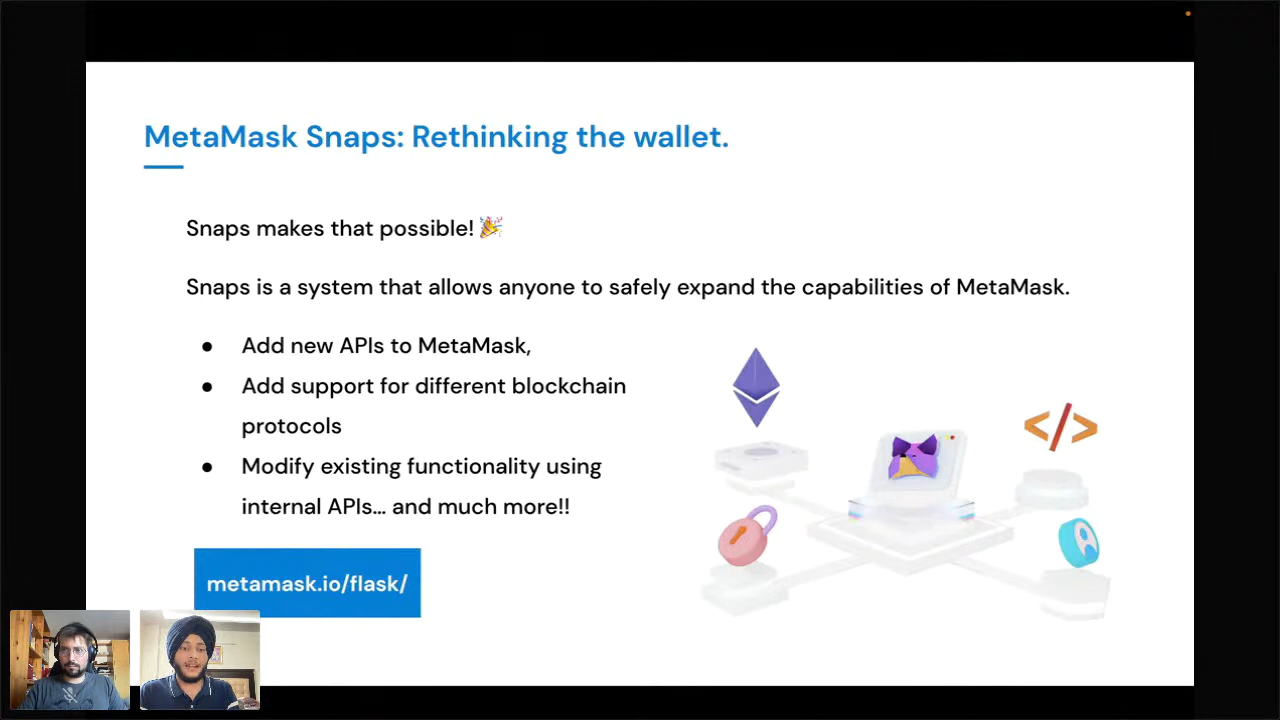 MetaMask Snaps: Rethinking the wallet.
Snaps makes that possible! 🎉
Snaps is a system that allows anyone to safely expand the capabilities of MetaMask.
● Add new APIs to MetaMask,
● Add support for different blockchain
protocols
● Modify existing functionality using
internal APIs... and much more!!
</>
metamask.io/flask/